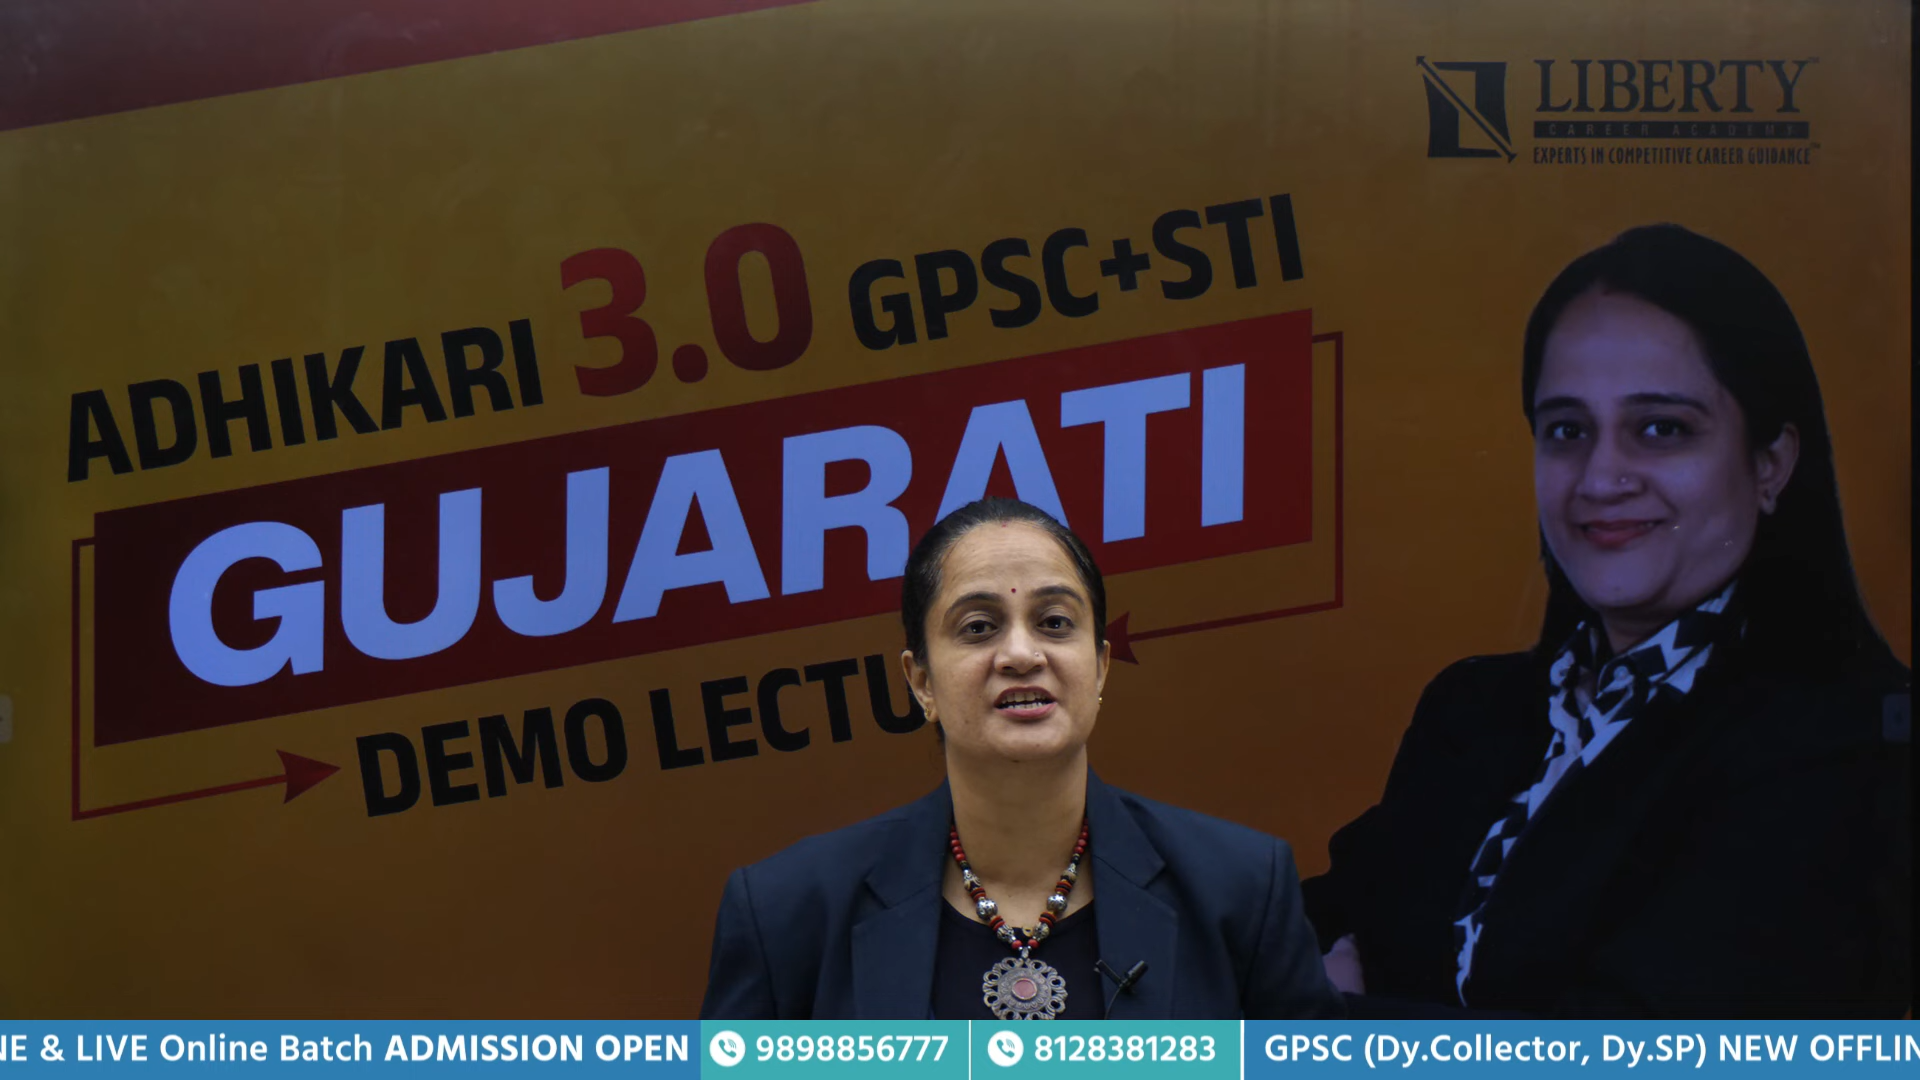 LIBERTY
CAREER ACADEMY
EXPERTS IN COMPETITIVE CAREER GUIDANCE
ADHIKARI 3.0 GPSC+STI
GUJARATI
DEMO LECTU
NE & LIVE Online Batch ADMISSION OPEN 9898856777 8128381283 GPSC (Dy.Collector, Dy.SP) NEW OFFLIN